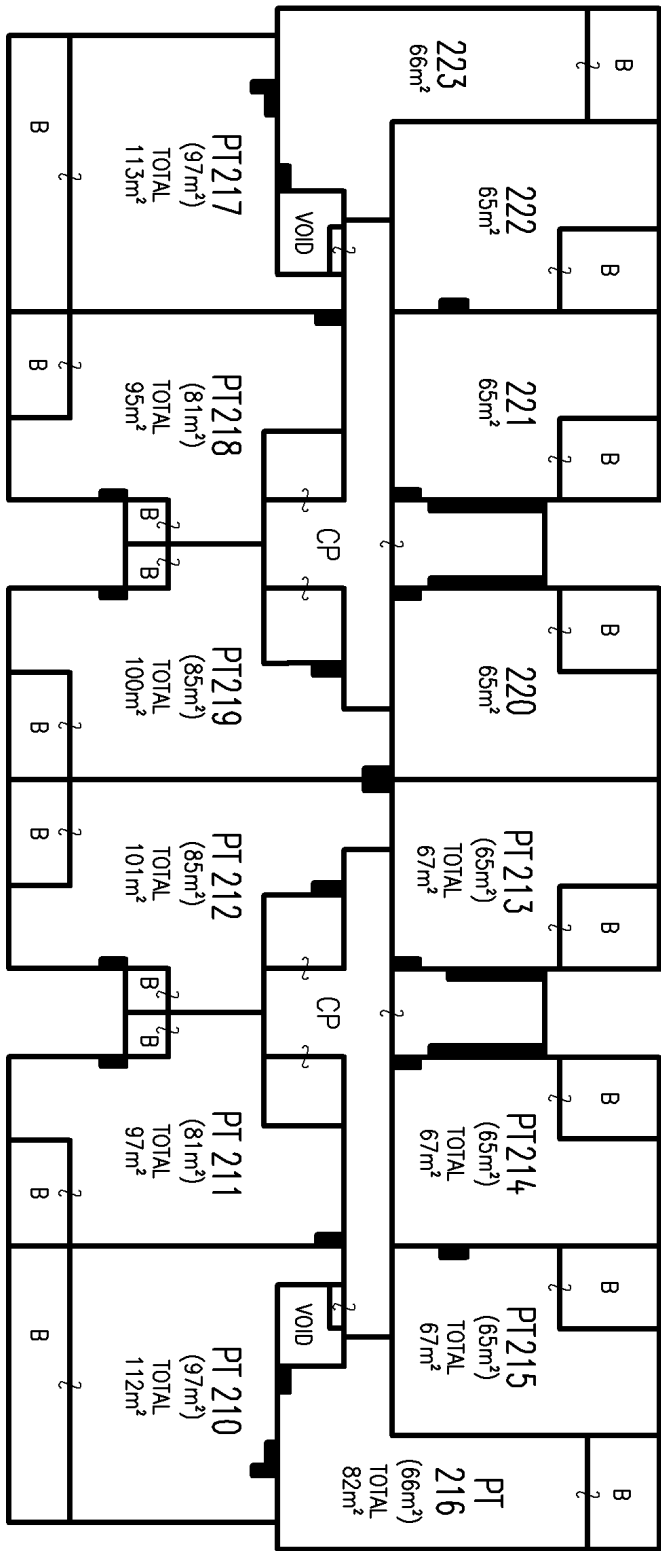 B
223
66m²
B
222
65m²
B
221
65m²
B
220
65m²
B
PT213
(65m²)
TOTAL
67m²
B
PT214
(65m²)
TOTAL
67m²
B
PT215
(65m²)
TOTAL
67m²
B
PT
216
(66m²)
TOTAL
82m²
VOID
CP
CP
VOID
PT217
(97m²)
TOTAL
113m²
PT218
(81m²)
TOTAL
95m²
B
B
PT219
(85m²)
TOTAL
100m²
PT 212
(85m²)
TOTAL
101m²
B
B
PT 211
(81m²)
TOTAL
97m²
PT 210
(97m²)
TOTAL
112m²
B
B
B
B
B
B